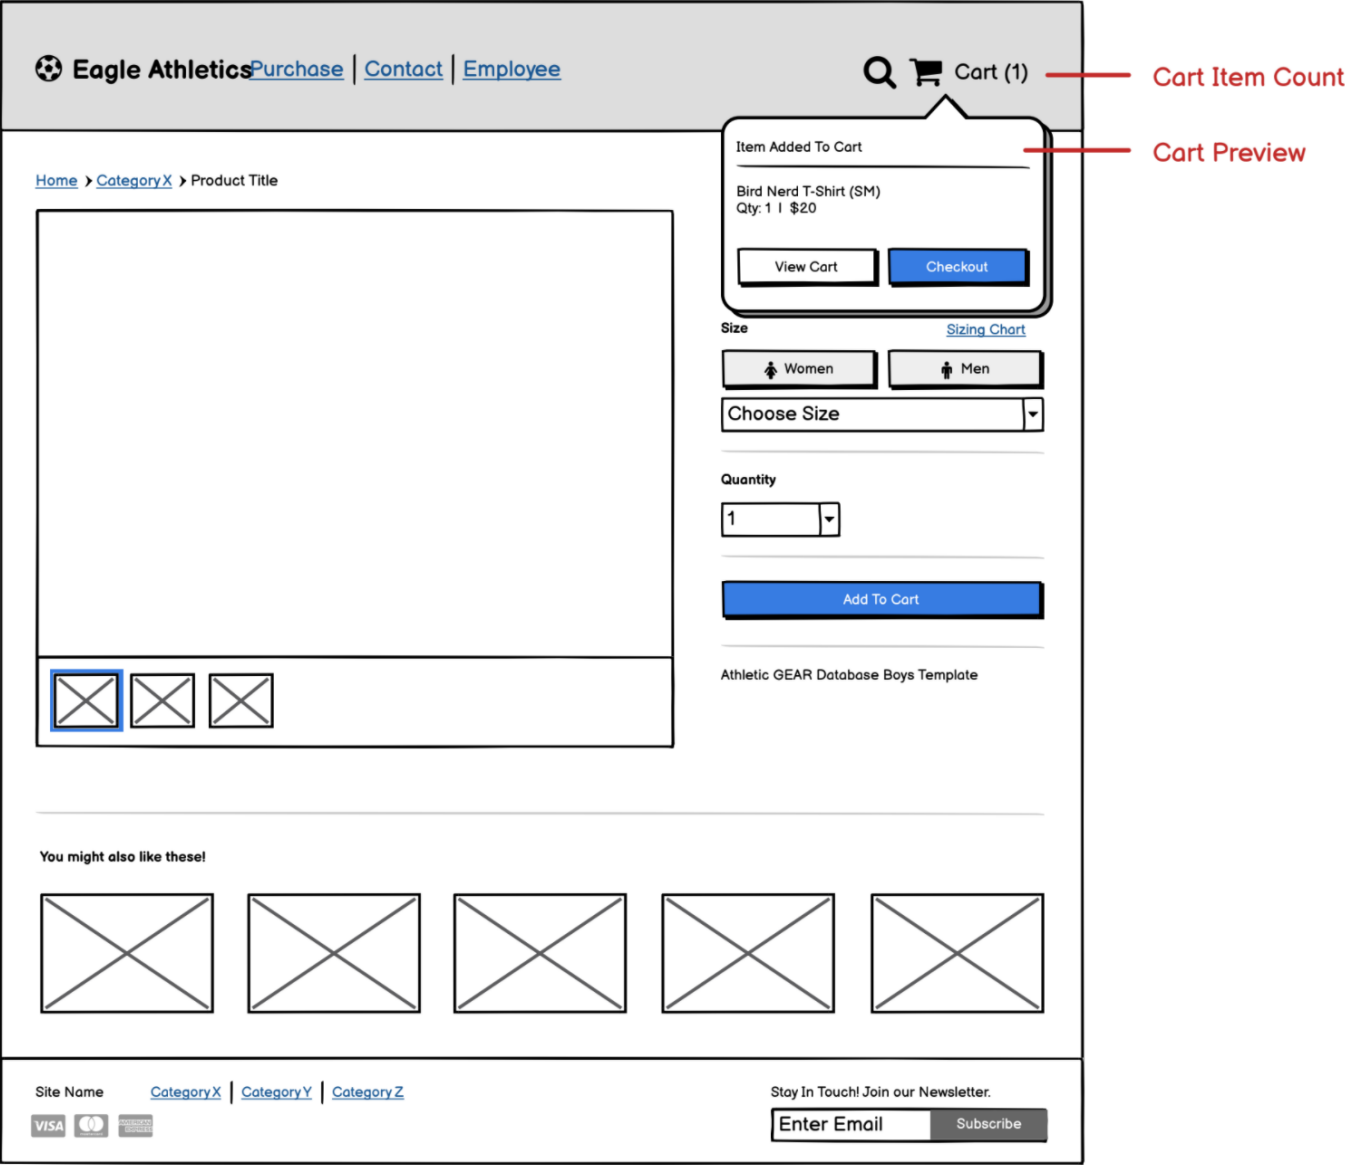 Eagle Athletics Purchase | Contact | Employee Cart (1)
Cart Item Count
Item Added To Cart
Cart Preview
Home > Category X > Product Title
Bird Nerd T-Shirt (SM)
Qty: 1 | $20
View Cart Checkout
Size Sizing Chart
Women Men
Choose Size
Quantity
1
Add To Cart
Athletic GEAR Database Boys Template
You might also like these!
Site Name Category X | Category Y | Category Z
Stay In Touch! Join our Newsletter.
VISA MasterCard AMERICAN EXPRESS
Enter Email Subscribe